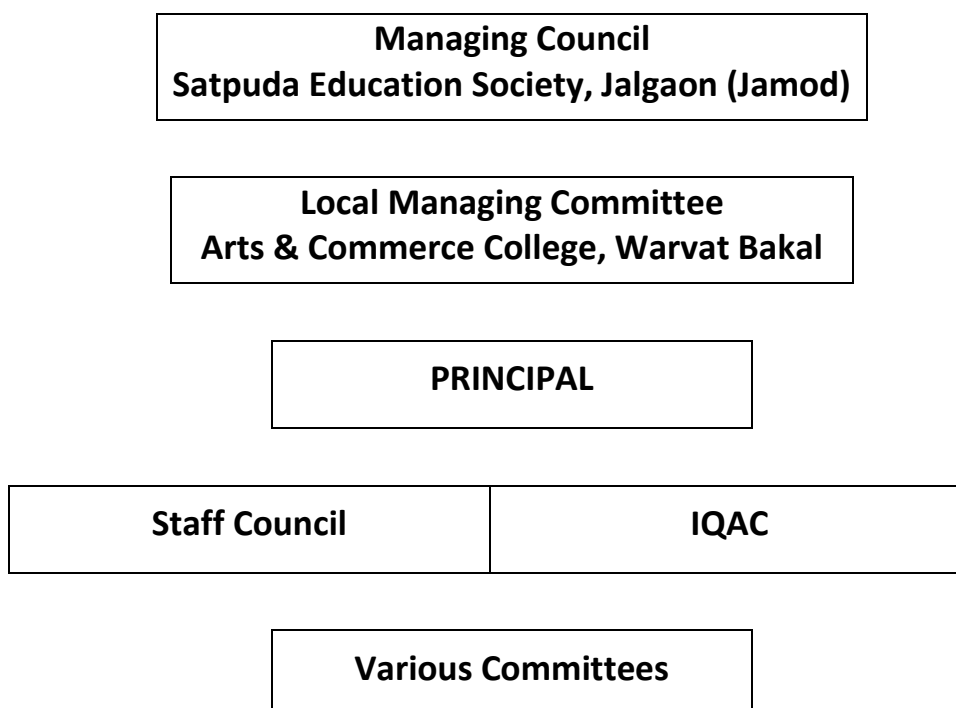 Managing Council
Satpuda Education Society, Jalgaon (Jamod)
Local Managing Committee
Arts & Commerce College, Warvat Bakal
PRINCIPAL
Staff Council
IQAC
Various Committees